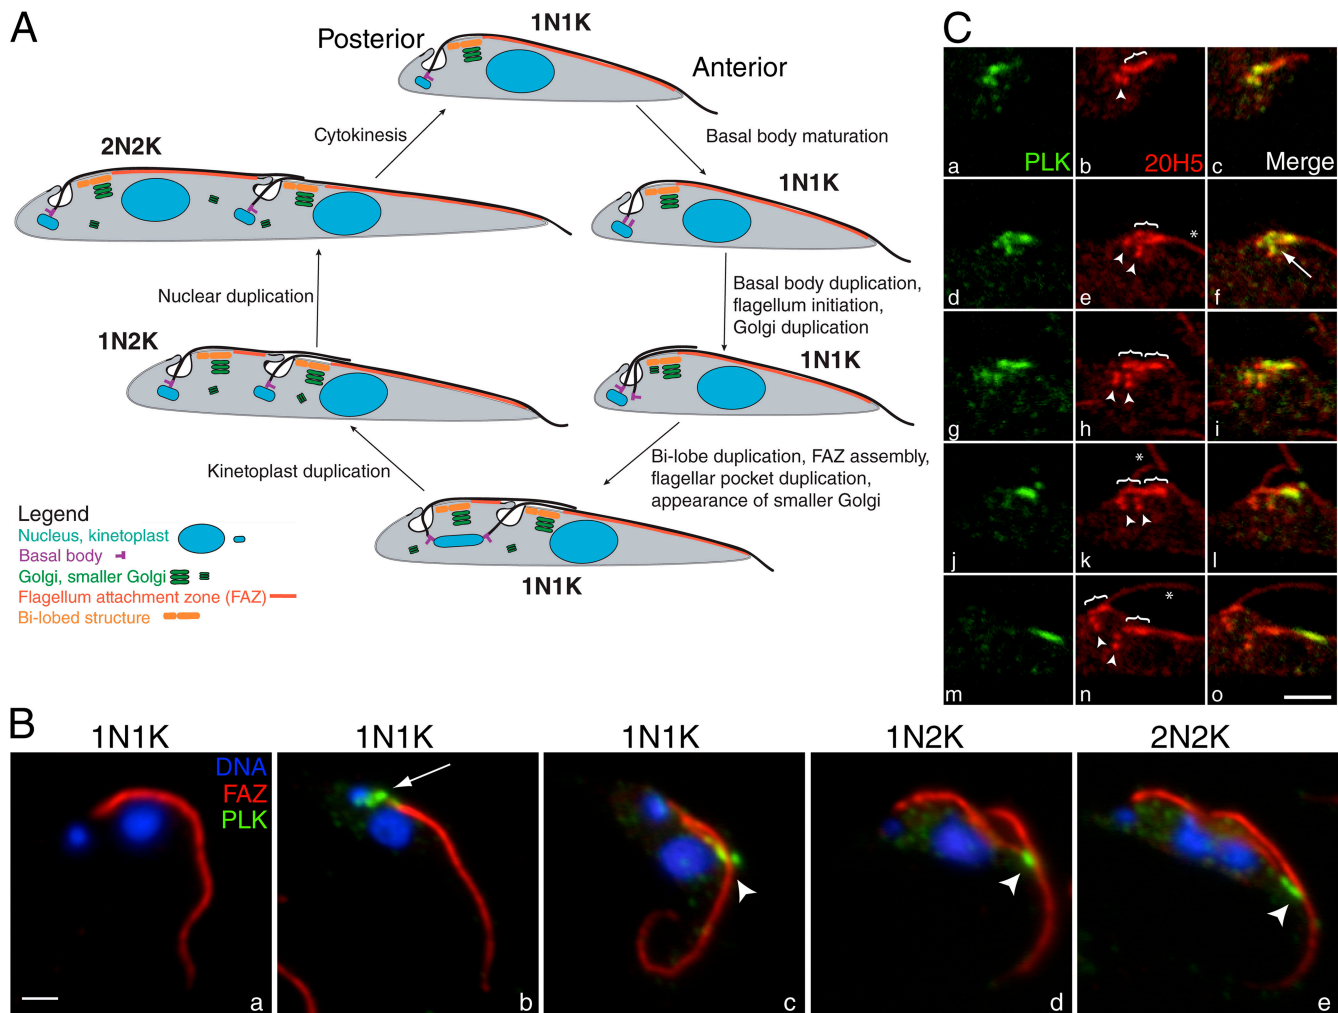 A
1N1K
Posterior
Anterior
Cytokinesis
Basal body maturation
2N2K
1N1K
Nuclear duplication
Basal body duplication,
flagellum initiation,
Golgi duplication
1N2K
1N1K
Kinetoplast duplication
Bi-lobe duplication, FAZ assembly,
flagellar pocket duplication,
appearance of smaller Golgi
1N1K
Legend
Nucleus, kinetoplast
Basal body
Golgi, smaller Golgi
Flagellum attachment zone (FAZ)
Bi-lobed structure
B
1N1K
1N1K
1N1K
1N2K
2N2K
DNA
FAZ
PLK
a
b
c
d
e
C
a PLK
b 20H5
c Merge
d
e *
f
g
h
i
j
k *
l
m
n *
o